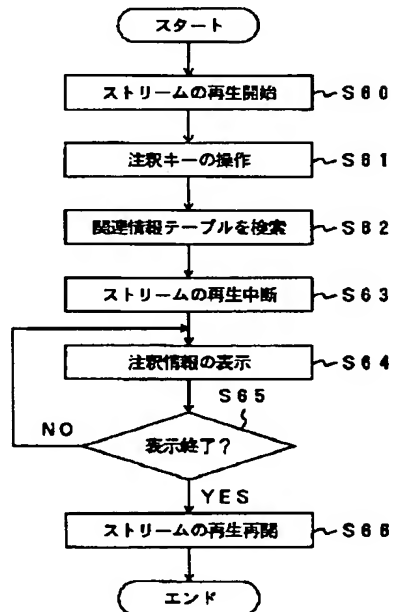 スタート
ストリームの再生開始 S60
注釈キーの操作 S61
関連情報テーブルを検索 S62
ストリームの再生中断 S63
注釈情報の表示 S64
S65
NO
表示終了?
YES
ストリームの再生再開 S66
エンド